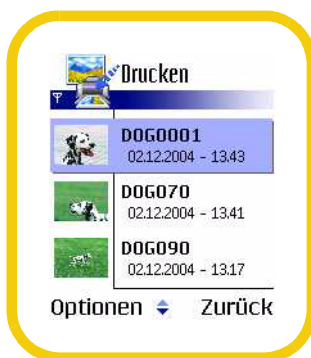 Drucken
DOG0001
02.12.2004 - 13.43
DOG070
02.12.2004 - 13.41
DOG090
02.12.2004 - 13.17
Optionen Zurück